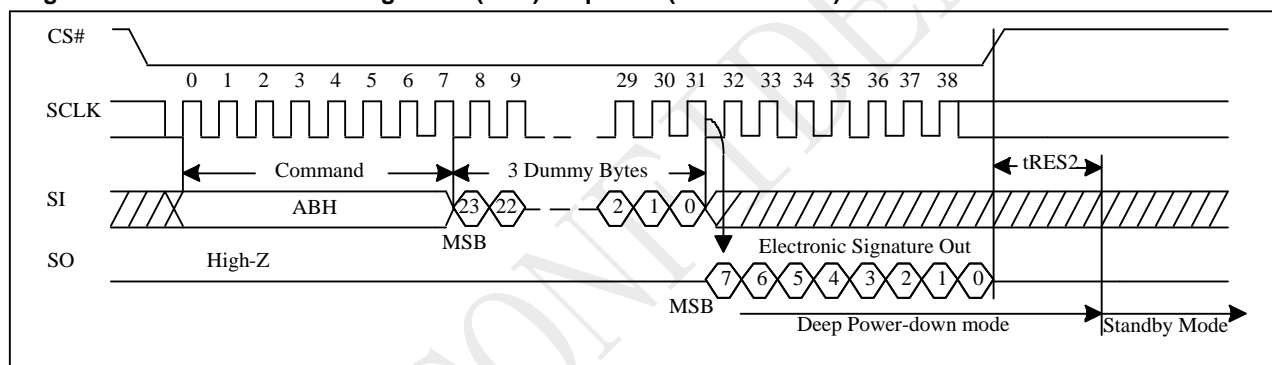 CS#
0 1 2 3 4 5 6 7 8 9 29 30 31 32 33 34 35 36 37 38
SCLK
Command 3 Dummy Bytes tRES2
SI ABH 23 22 2 1 0
MSB
SO High-Z Electronic Signature Out
7 6 5 4 3 2 1 0
MSB
Deep Power-down mode Standby Mode